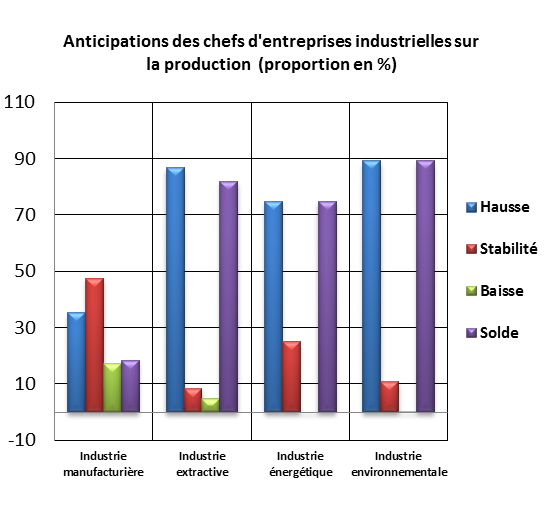 Anticipations des chefs d'entreprises industrielles sur
la production (proportion en %)
110
90
70
50
30
10
-10
Hausse
Stabilité
Baisse
Solde
Industrie
manufacturière
Industrie
extractive
Industrie
énergétique
Industrie
environnementale